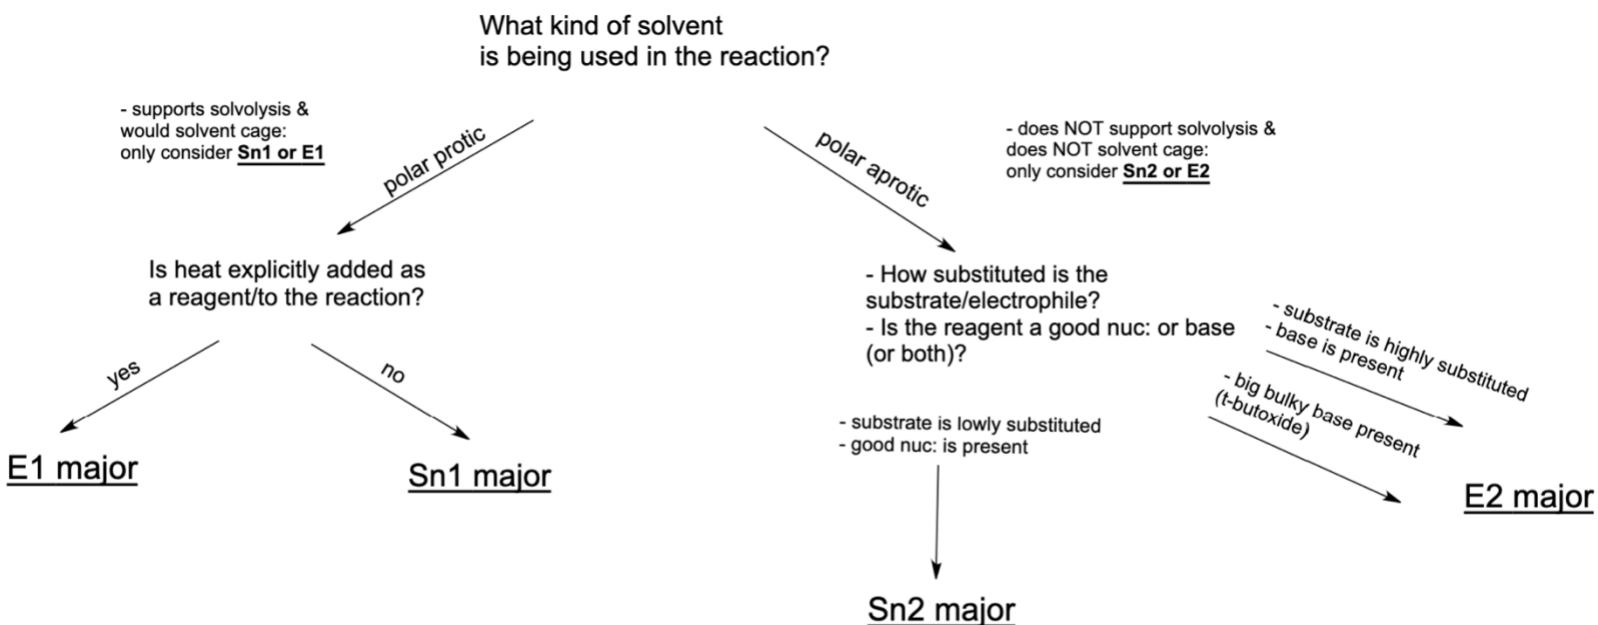 What kind of solvent
is being used in the reaction?
- supports solvolysis &
would solvent cage:
only consider Sn1 or E1
polar protic
polar aprotic
- does NOT support solvolysis &
does NOT solvent cage:
only consider Sn2 or E2
Is heat explicitly added as
a reagent/to the reaction?
yes
no
E1 major
Sn1 major
- How substituted is the
substrate/electrophile?
- Is the reagent a good nuc: or base
(or both)?
- substrate is lowly substituted
- good nuc: is present
Sn2 major
- substrate is highly substituted
- base is present
- big bulky base present
(t-butoxide)
E2 major